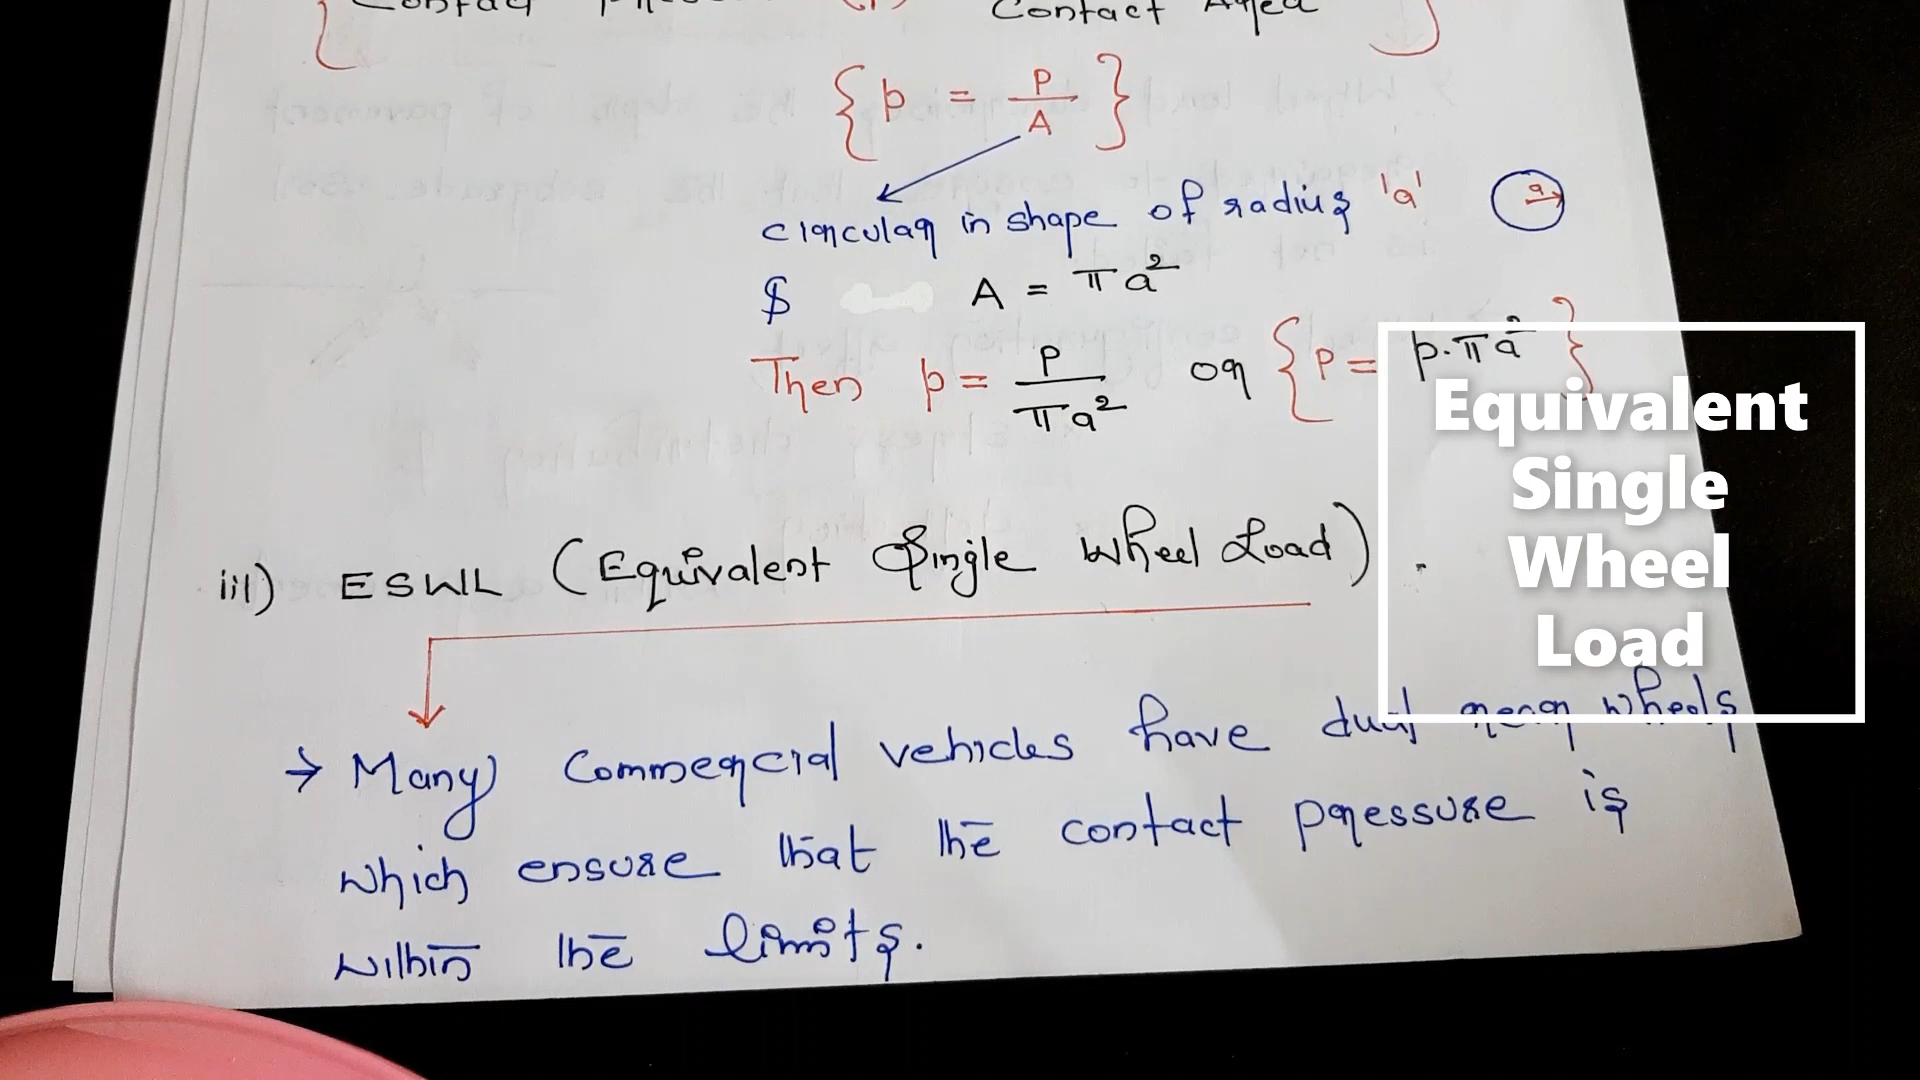 Contact Contact Area
{ p = P/A }
circular in shape of radius 'a' a
$ A = πa²
Then p = P/πa² or { P = p.πa² }
Equivalent
Single
Wheel
Load
iii) ESWL (Equivalent Single Wheel Load).
→ Many commercial vehicles have dual rear wheels
which ensure that the contact pressure is
within the limits.